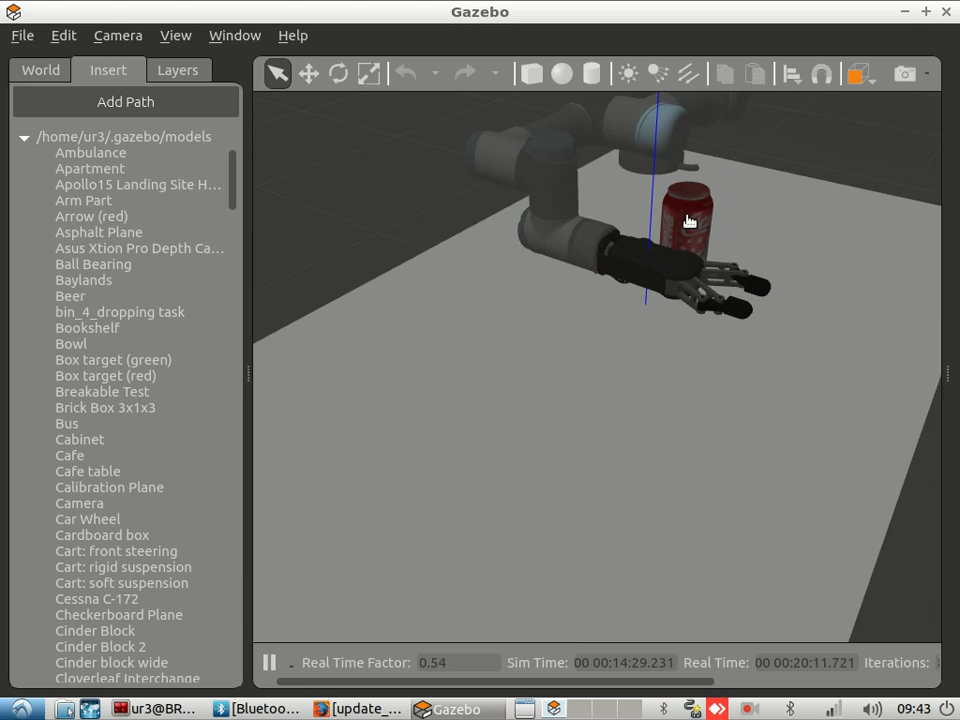 Gazebo
File Edit Camera View Window Help
World Insert Layers
Add Path
/home/ur3/.gazebo/models
Ambulance
Apartment
Apollo15 Landing Site H...
Arm Part
Arrow (red)
Asphalt Plane
Asus Xtion Pro Depth Ca...
Ball Bearing
Baylands
Beer
bin_4_dropping task
Bookshelf
Bowl
Box target (green)
Box target (red)
Breakable Test
Brick Box 3x1x3
Bus
Cabinet
Cafe
Cafe table
Calibration Plane
Camera
Car Wheel
Cardboard box
Cart: front steering
Cart: rigid suspension
Cart: soft suspension
Cessna C-172
Checkerboard Plane
Cinder Block
Cinder Block 2
Cinder block wide
Cloverleaf Interchange
Real Time Factor: 0.54 Sim Time: 00 00:14:29.231 Real Time: 00 00:20:11.721 Iterations:
ur3@BR... [Bluetoo... [update_... Gazebo 09:43